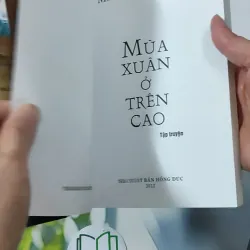 MÙA
XUÂN
Ở
TRÊN
CAO
Tập truyện
NHÀ XUẤT BẢN HỒNG ĐỨC